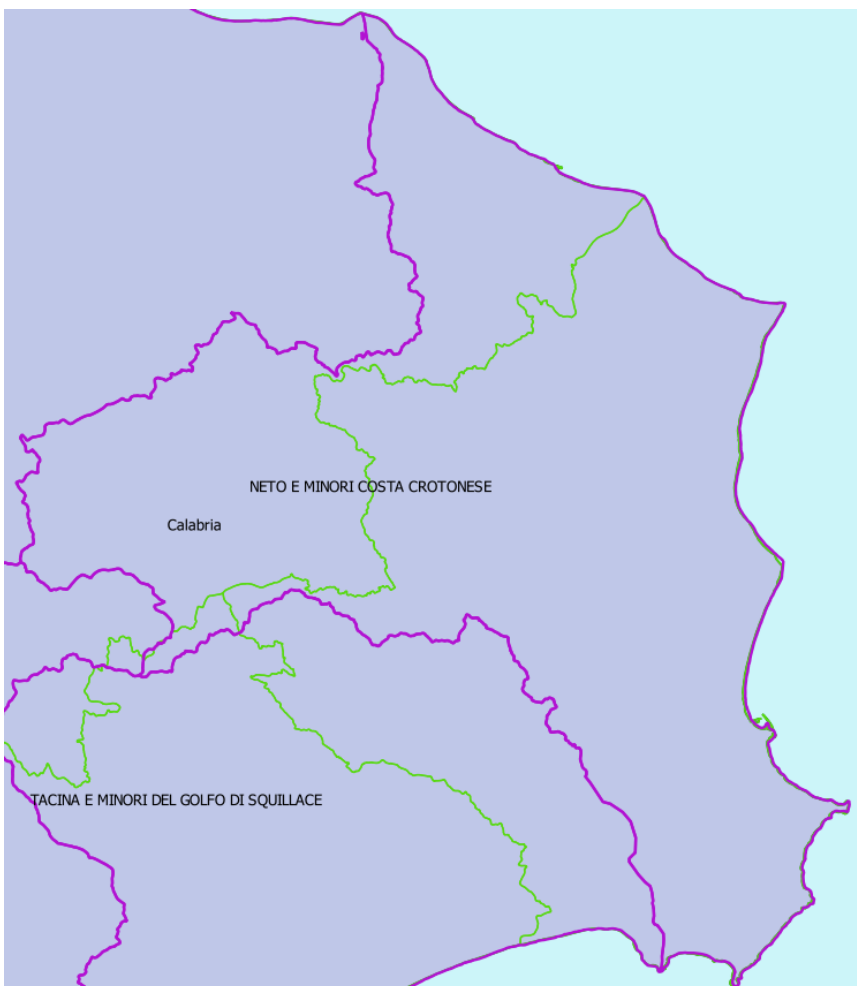 NETO E MINORI COSTA CROTONESE
Calabria
TACINA E MINORI DEL GOLFO DI SQUILLACE